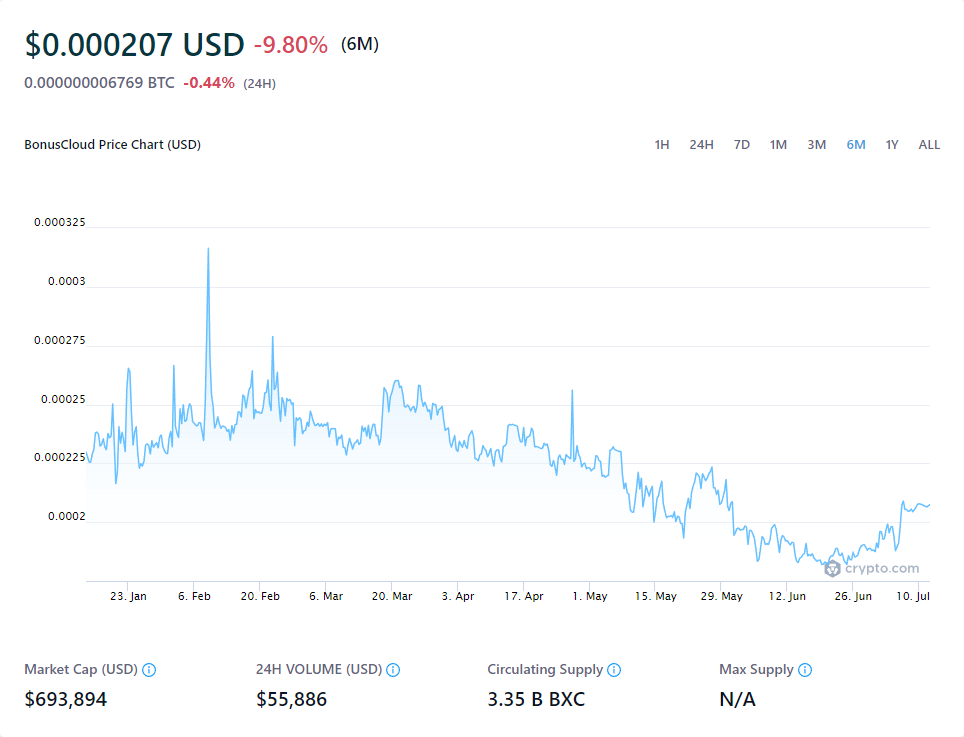 $0.000207 USD -9.80% (6M)
0.000000006769 BTC -0.44% (24H)
BonusCloud Price Chart (USD) 1H 24H 7D 1M 3M 6M 1Y ALL
0.000325
0.0003
0.000275
0.00025
0.000225
0.0002
crypto.com
23. Jan 6. Feb 20. Feb 6. Mar 20. Mar 3. Apr 17. Apr 1. May 15. May 29. May 12. Jun 26. Jun 10. Jul
Market Cap (USD) 24H VOLUME (USD) Circulating Supply Max Supply
$693,894 $55,886 3.35 B BXC N/A